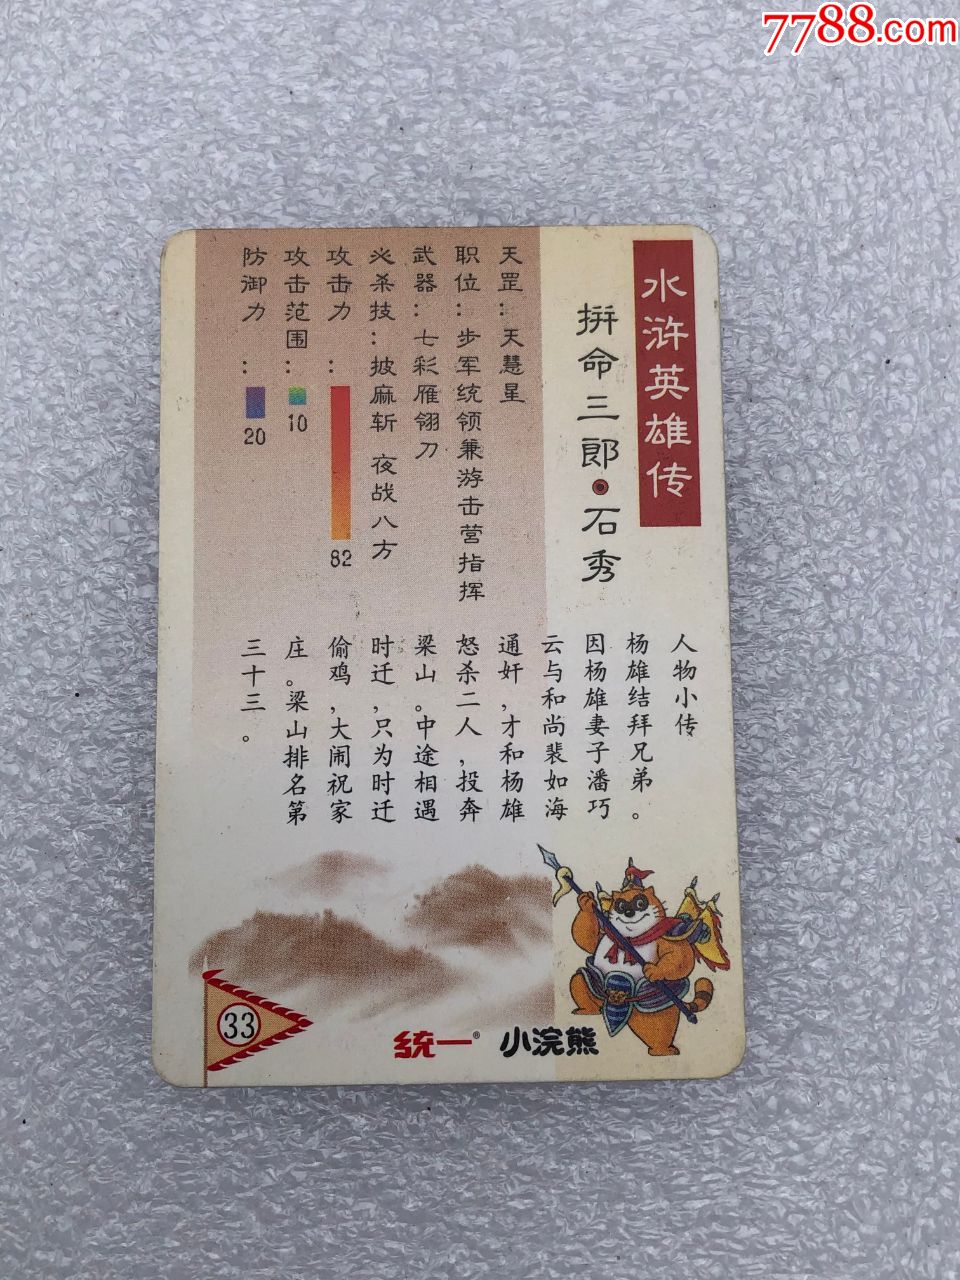 7788.com
水浒英雄传
拚命三郎·石秀
天罡：天慧星
职位：步军统领兼游击营指挥
武器：七彩雁翎刀
必杀技：披麻斩 夜战八方
攻击力：82
攻击范围：10
防御力：20
人物小传
杨雄结拜兄弟。
因杨雄妻子潘巧
云与和尚裴如海
通奸，才和杨雄
怒杀二人，投奔
梁山。中途相遇
时迁，只为时迁
偷鸡，大闹祝家
庄。梁山排名第
三十三。
33
统一® 小浣熊